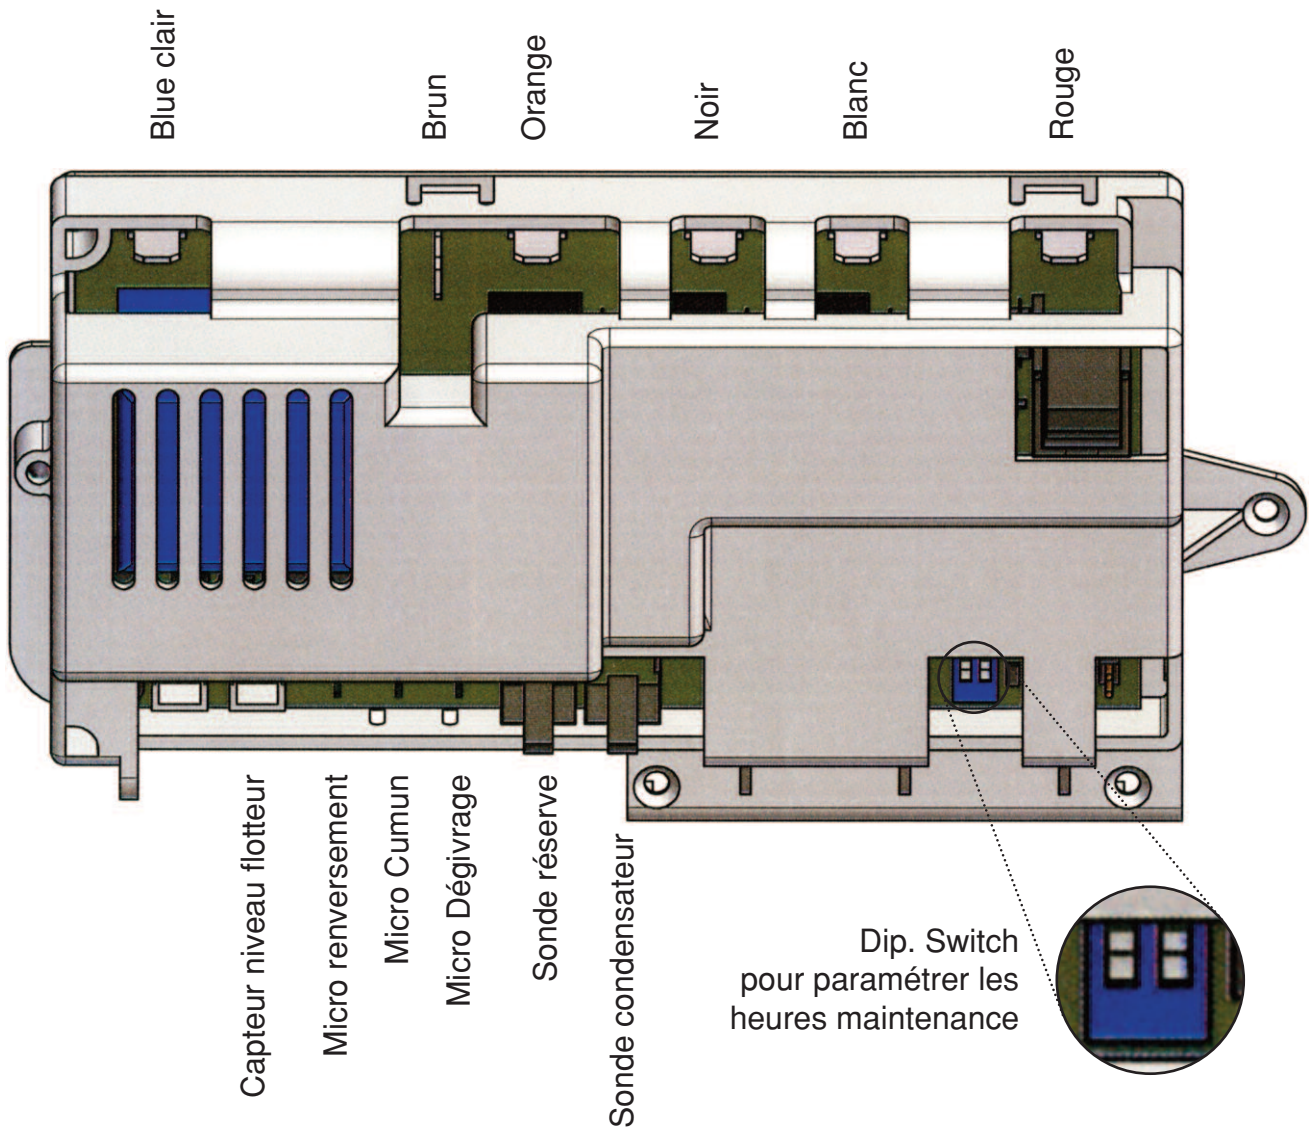 Blue clair
Brun
Orange
Noir
Blanc
Rouge
Capteur niveau flotteur
Micro renversement
Micro Cumun
Micro Dégivrage
Sonde réserve
Sonde condensateur
Dip. Switch
pour paramétrer les
heures maintenance